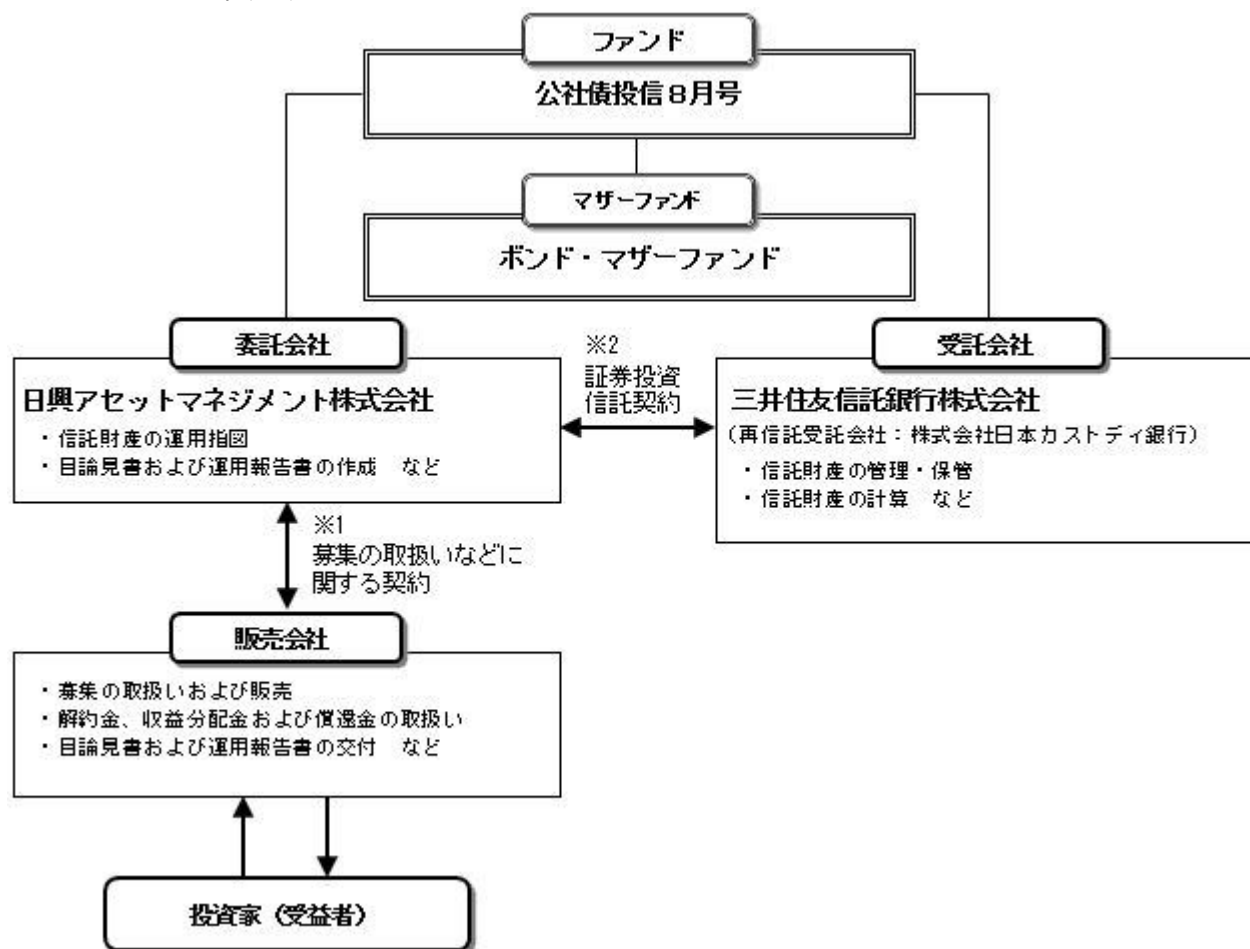 ファンド
公社債投信８月号
マザーファンド
ボンド・マザーファンド
委託会社
日興アセットマネジメント株式会社
・信託財産の運用指図
・目論見書および運用報告書の作成　など
※2
証券投資
信託契約
受託会社
三井住友信託銀行株式会社
（再信託受託会社：株式会社日本カストディ銀行）
・信託財産の管理・保管
・信託財産の計算　など
※1
募集の取扱いなどに
関する契約
販売会社
・募集の取扱いおよび販売
・解約金、収益分配金および償還金の取扱い
・目論見書および運用報告書の交付　など
投資家（受益者）